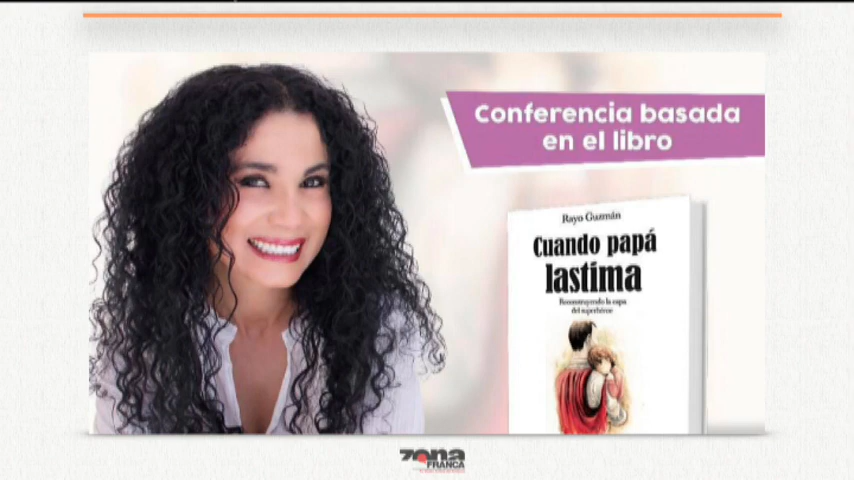 Conferencia basada
en el libro
Rayo Guzmán
Cuando papá
lastima
Reconstruyendo la capa
del superhéroe
zona
FRANCA